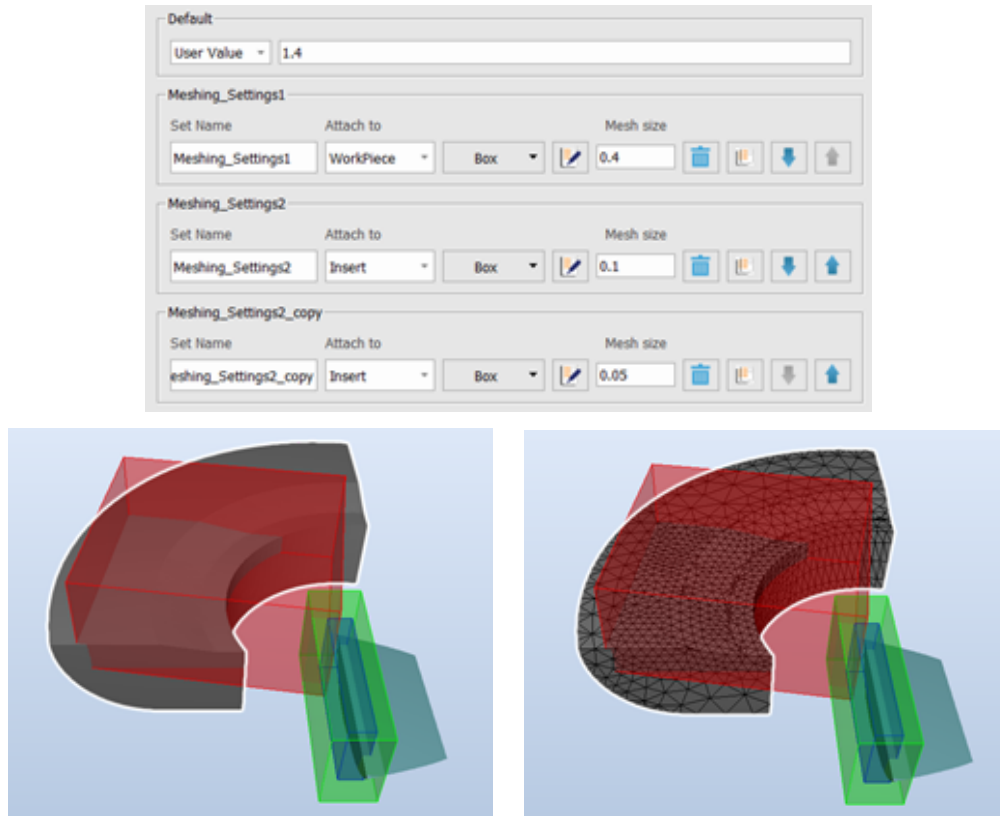 Default
User Value 1.4
Meshing_Settings1
Set Name Attach to Mesh size
Meshing_Settings1 WorkPiece Box 0.4
Meshing_Settings2
Set Name Attach to Mesh size
Meshing_Settings2 Insert Box 0.1
Meshing_Settings2_copy
Set Name Attach to Mesh size
eshing_Settings2_copy Insert Box 0.05